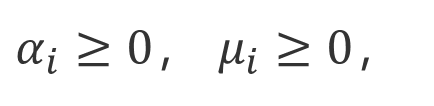 αᵢ ≥ 0 ,   μᵢ ≥ 0 ,